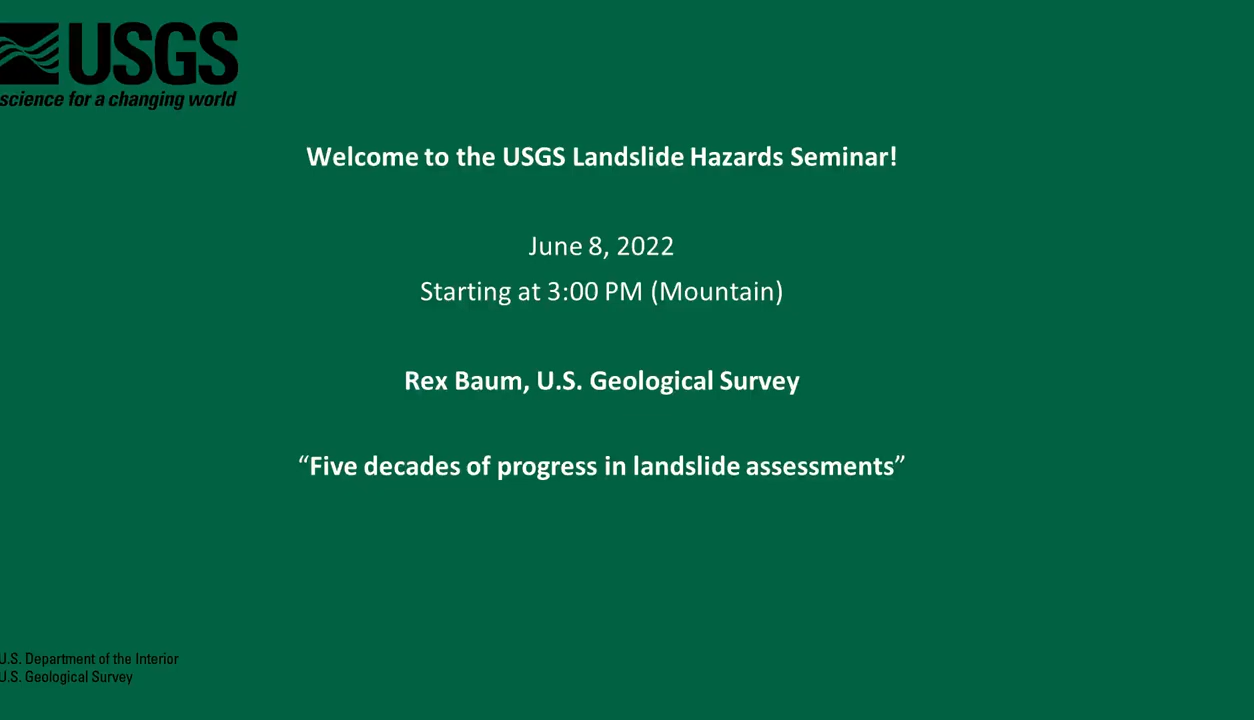 USGS
science for a changing world
Welcome to the USGS Landslide Hazards Seminar!
June 8, 2022
Starting at 3:00 PM (Mountain)
Rex Baum, U.S. Geological Survey
“Five decades of progress in landslide assessments”
U.S. Department of the Interior
U.S. Geological Survey